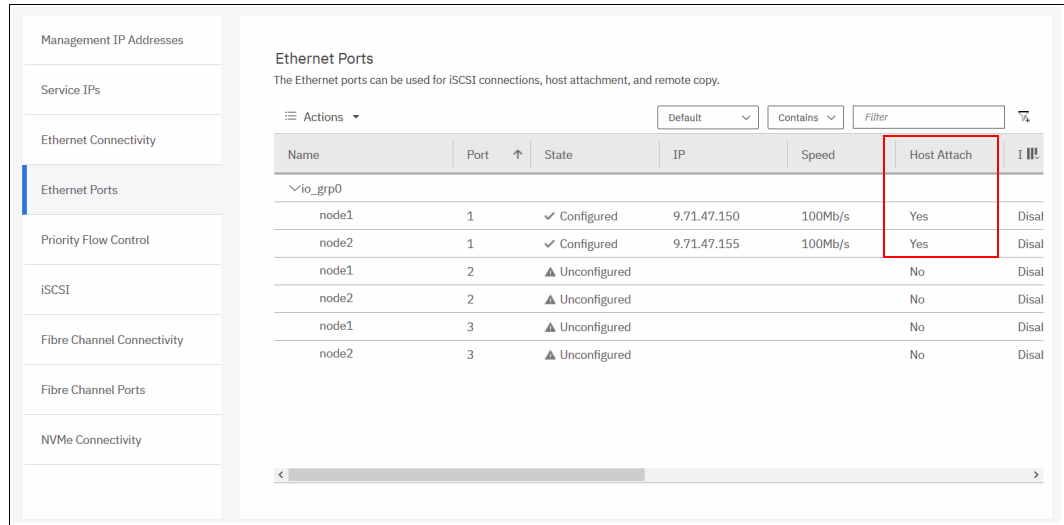 Management IP Addresses
Service IPs
Ethernet Connectivity
Ethernet Ports
Priority Flow Control
iSCSI
Fibre Channel Connectivity
Fibre Channel Ports
NVMe Connectivity
Ethernet Ports
The Ethernet ports can be used for iSCSI connections, host attachment, and remote copy.
Actions Default Contains Filter
Name Port State IP Speed Host Attach I
io_grp0
node1 1 Configured 9.71.47.150 100Mb/s Yes Disal
node2 1 Configured 9.71.47.155 100Mb/s Yes Disal
node1 2 Unconfigured No Disal
node2 2 Unconfigured No Disal
node1 3 Unconfigured No Disal
node2 3 Unconfigured No Disal